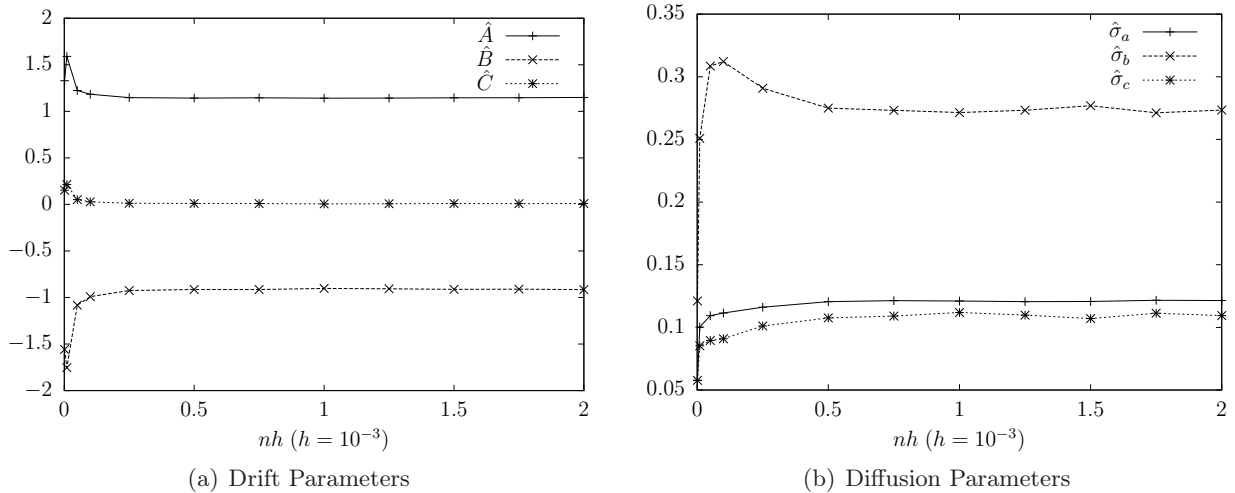 2
1.5
1
0.5
0
−0.5
−1
−1.5
−2
0
0.5
1
1.5
2
Â
B̂
Ĉ
nh (h = 10⁻³)
(a) Drift Parameters
0.35
0.3
0.25
0.2
0.15
0.1
0.05
0
0.5
1
1.5
2
σ̂ₐ
σ̂_b
σ̂_c
nh (h = 10⁻³)
(b) Diffusion Parameters